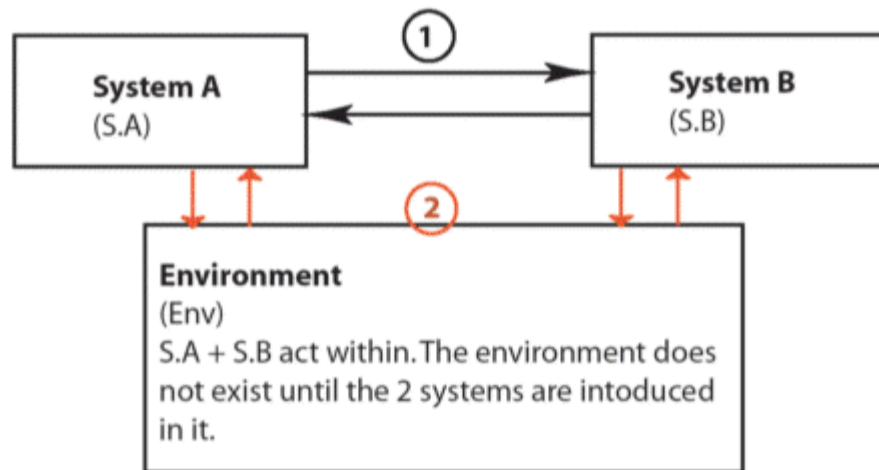 1
System A
(S.A)
System B
(S.B)
2
Environment
(Env)
S.A + S.B act within. The environment does
not exist until the 2 systems are intoduced
in it.